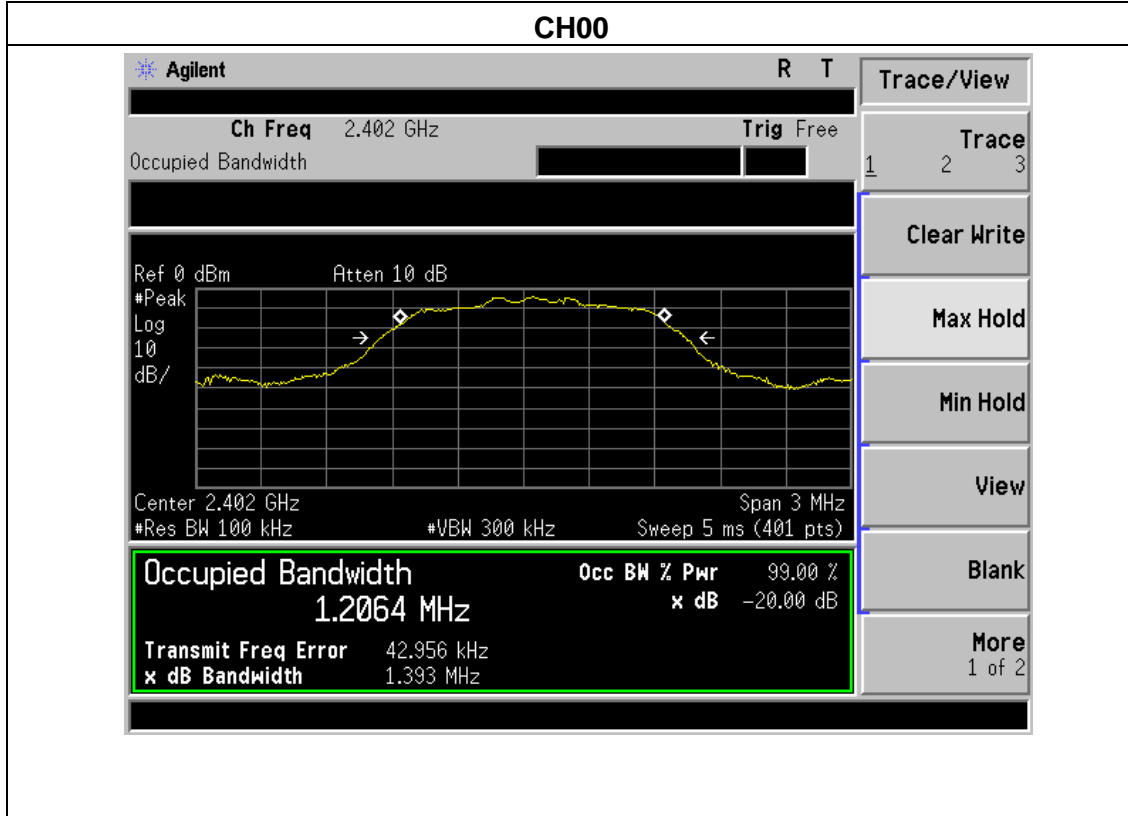 CH00
Agilent R T
Trace/View
Ch Freq 2.402 GHz Trig Free
Occupied Bandwidth
Trace
1 2 3
Clear Write
Ref 0 dBm Atten 10 dB
#Peak
Log
10
dB/
Max Hold
Min Hold
View
Center 2.402 GHz Span 3 MHz
#Res BW 100 kHz #VBW 300 kHz Sweep 5 ms (401 pts)
Occupied Bandwidth Occ BW % Pwr 99.00 %
1.2064 MHz x dB -20.00 dB
Blank
Transmit Freq Error 42.956 kHz
x dB Bandwidth 1.393 MHz
More
1 of 2